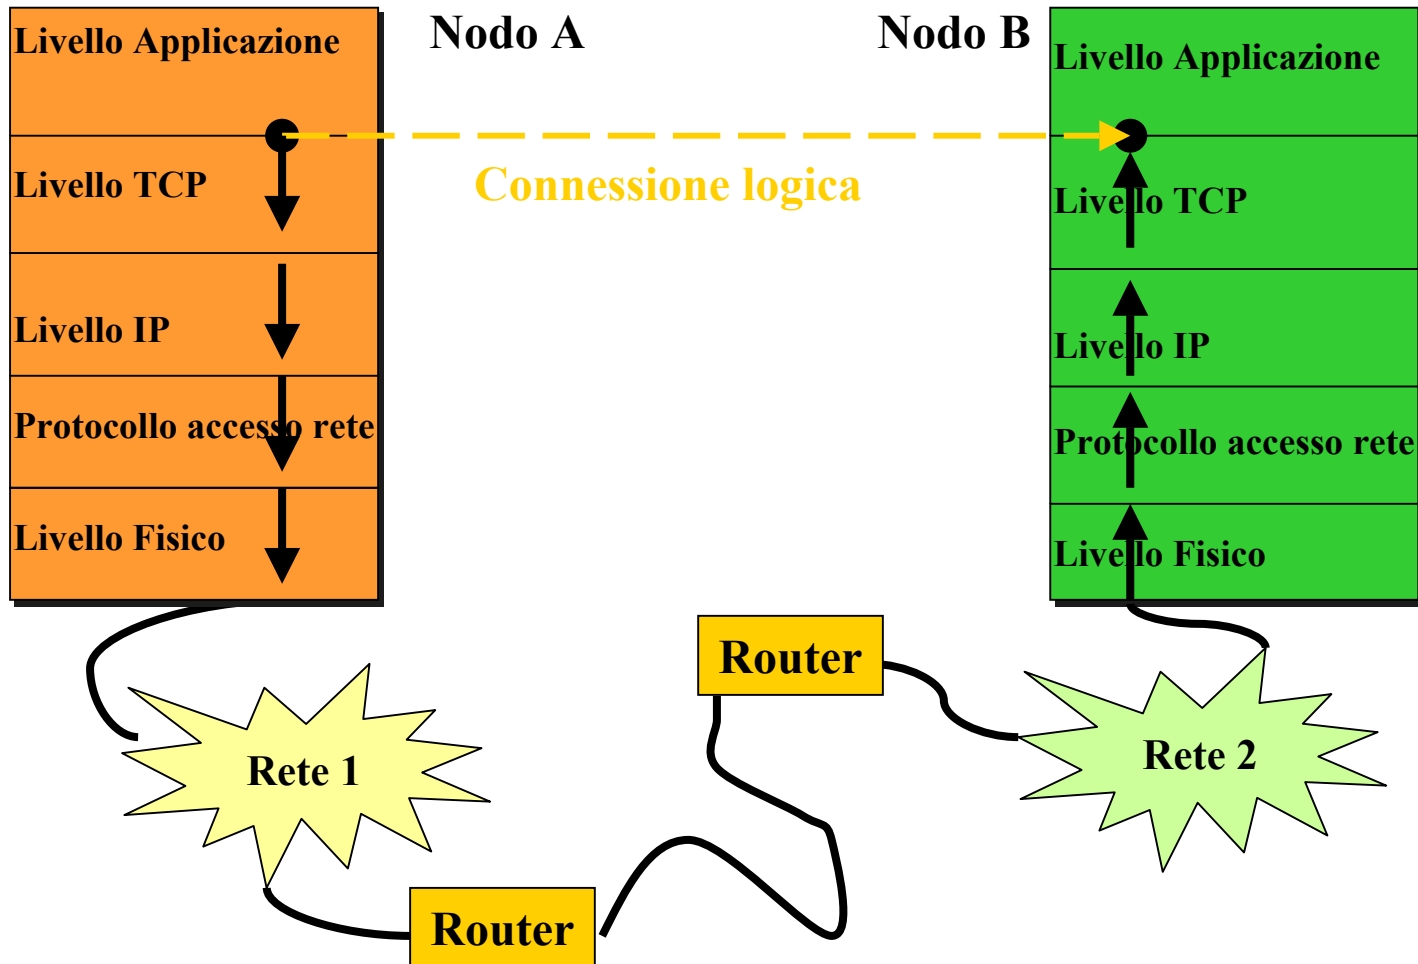 Livello Applicazione
Nodo A
Nodo B
Livello Applicazione
Connessione logica
Livello TCP
Livello TCP
Livello IP
Livello IP
Protocollo accesso rete
Protocollo accesso rete
Livello Fisico
Livello Fisico
Router
Rete 1
Rete 2
Router